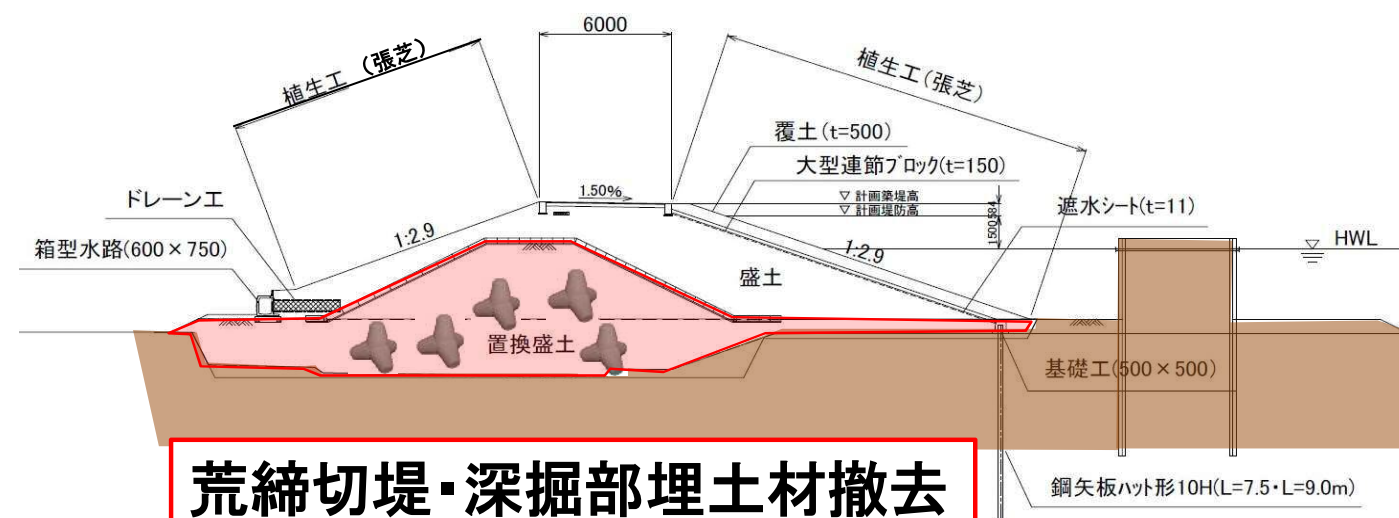 6000
植生工（張芝）
植生工(張芝)
覆土(t=500)
大型連節ブロック(t=150)
ドレーン工
1.50%
▽ 計画築堤高
▽ 計画堤防高
584
1500
遮水シート(t=11)
箱型水路(600×750)
1:2.9
1:2.9
HWL
盛土
置換盛土
基礎工(500×500)
荒締切堤・深掘部埋土材撤去
鋼矢板ハット形10H(L=7.5・L=9.0m)